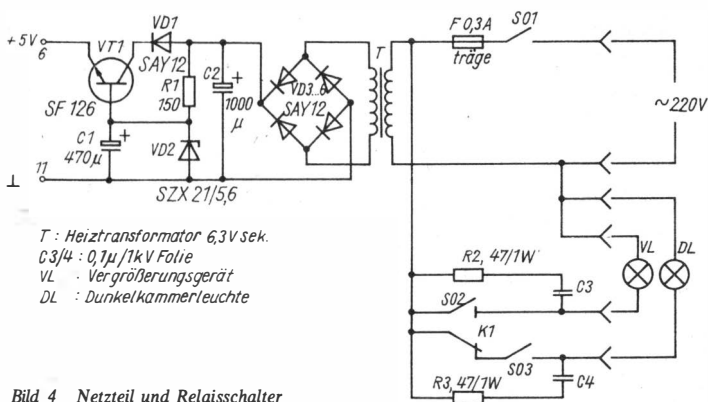 +5V
6
VT1
VD1
SAY12
SF 126
R1
150
C2
+
1000
μ
C1
+
470μ
VD2
SZX 21/5,6
⊥
11
VD3...6
SAY12
T
F 0,3A
träge
S01
~220V
VL
DL
R2, 47/1W
C3
S02
K1
S03
C4
R3, 47/1W
T : Heiztransformator 6,3V sek.
C3/4 : 0,1μ/1kV Folie
VL : Vergrößerungsgerät
DL : Dunkelkammerleuchte
Bild 4 Netzteil und Relaisschalter